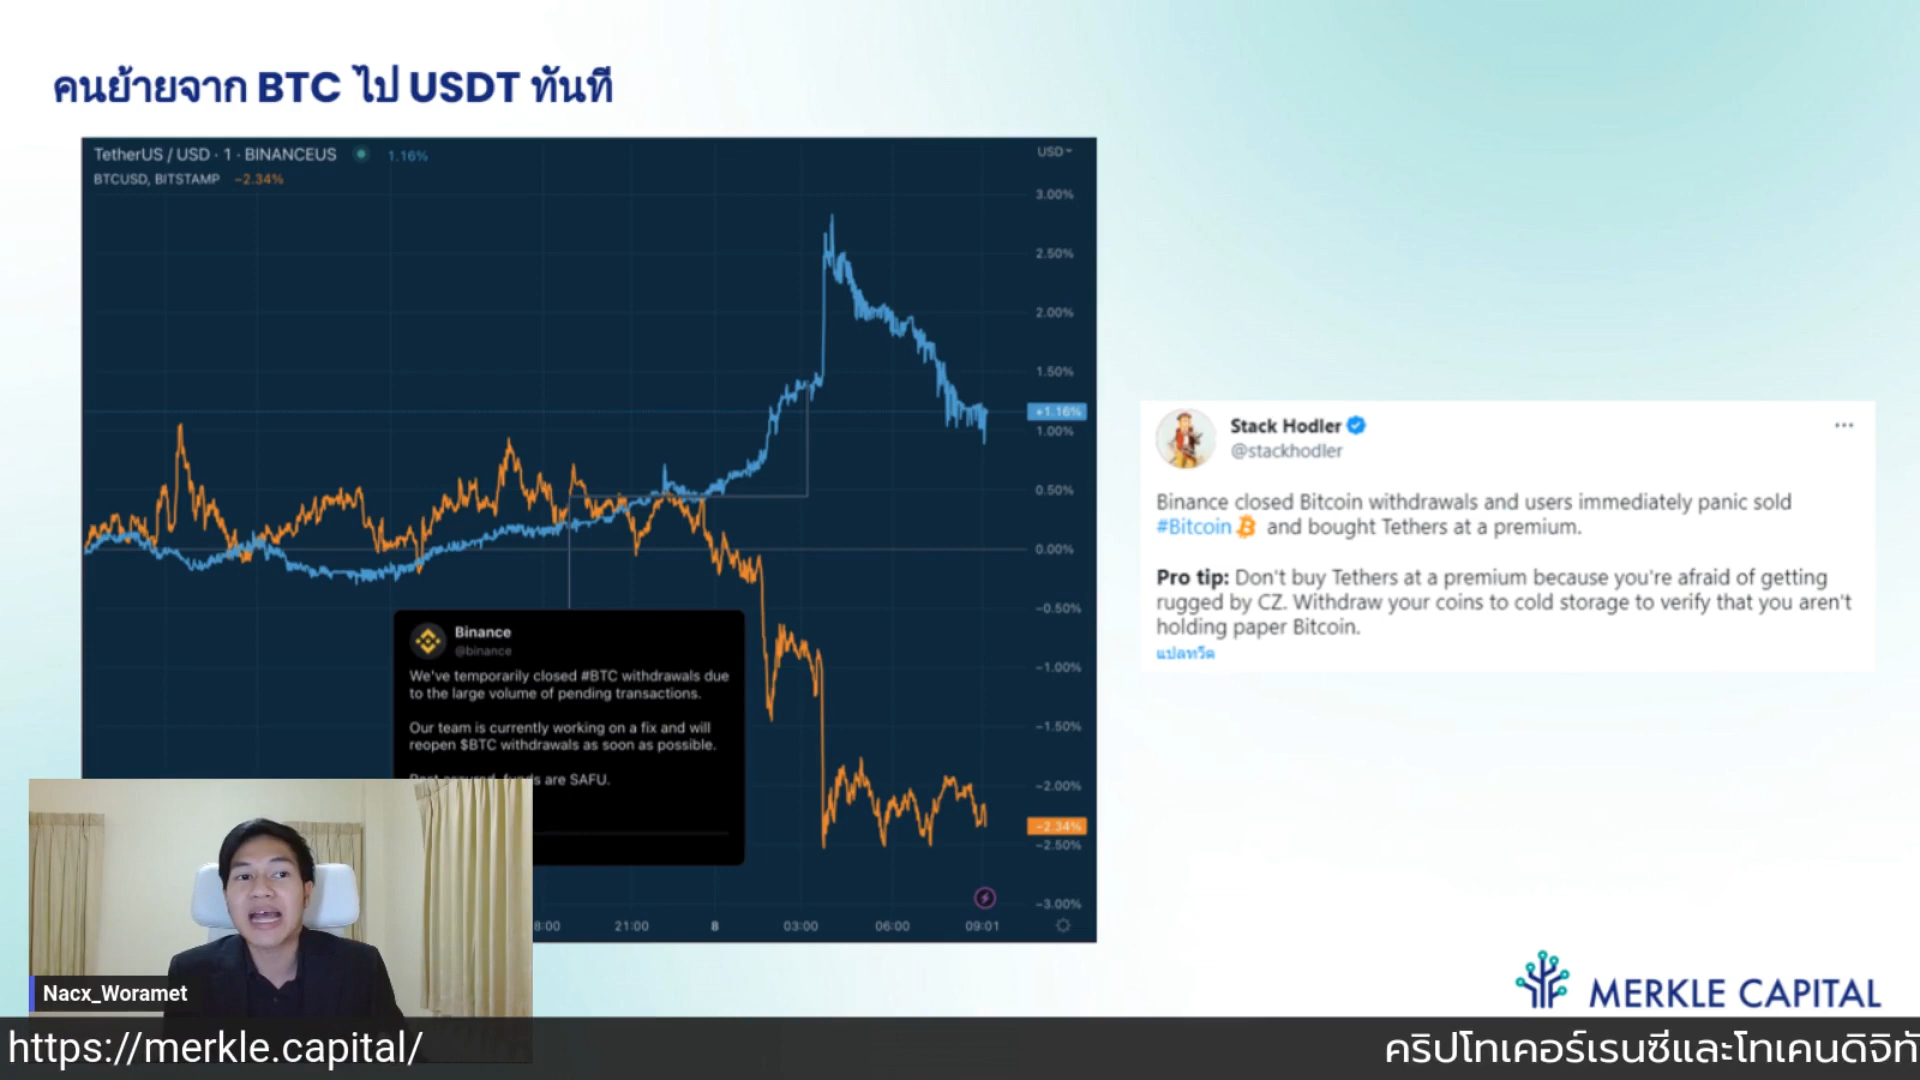 คนย้ายจาก BTC ไป USDT ทันที
TetherUS / USD · 1 · BINANCEUS 1.16%
BTCUSD, BITSTAMP −2.34%
USD
3.00%
2.50%
2.00%
1.50%
+1.16%
1.00%
0.50%
0.00%
−0.50%
−1.00%
−1.50%
−2.00%
−2.34%
−2.50%
−3.00%
Binance
@binance
We've temporarily closed #BTC withdrawals due
to the large volume of pending transactions.
Our team is currently working on a fix and will
reopen $BTC withdrawals as soon as possible.
are SAFU.
8:00 21:00 8 03:00 06:00 09:01
Stack Hodler
@stackhodler
Binance closed Bitcoin withdrawals and users immediately panic sold
#Bitcoin and bought Tethers at a premium.
Pro tip: Don't buy Tethers at a premium because you're afraid of getting
rugged by CZ. Withdraw your coins to cold storage to verify that you aren't
holding paper Bitcoin.
แปลทวีต
Nacx_Woramet
MERKLE CAPITAL
https://merkle.capital/
คริปโทเคอร์เรนซีและโทเคนดิจิทั